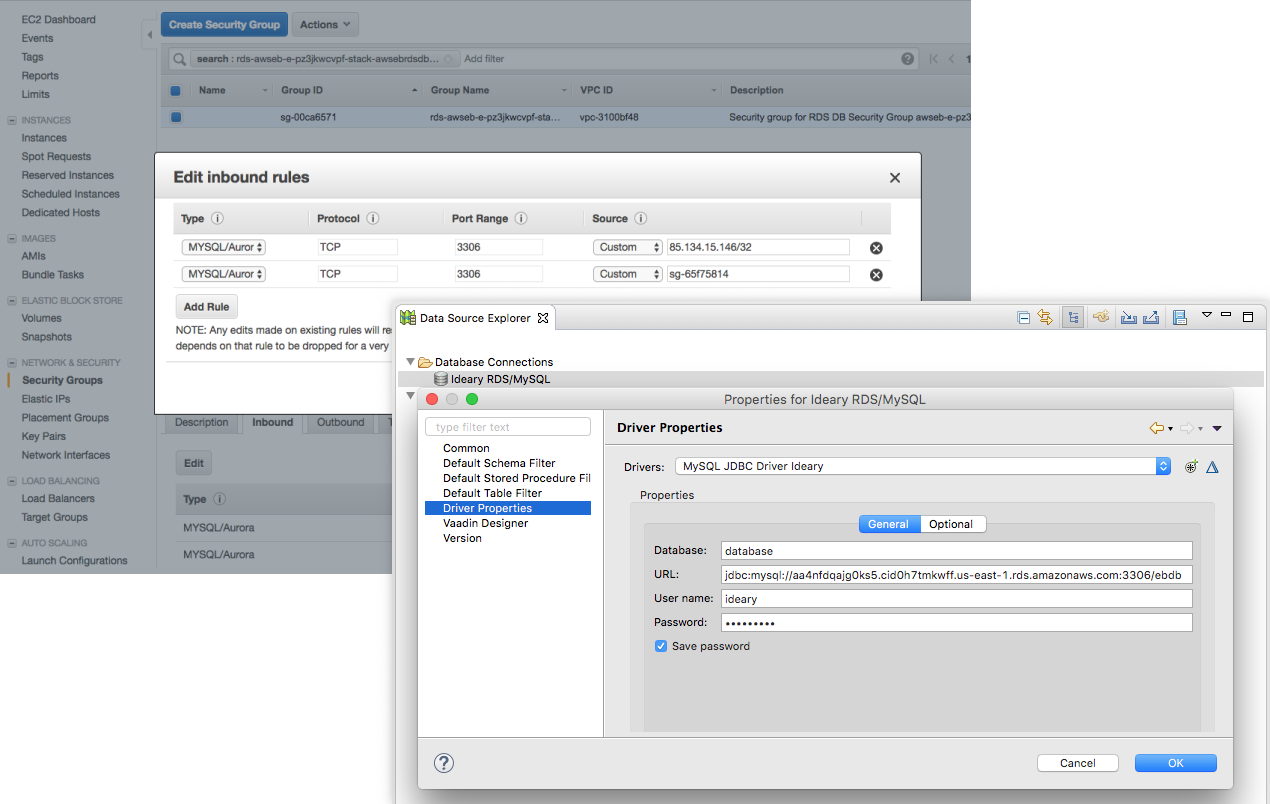 EC2 Dashboard
Events
Tags
Reports
Limits
INSTANCES
Instances
Spot Requests
Reserved Instances
Scheduled Instances
Dedicated Hosts
IMAGES
AMIs
Bundle Tasks
ELASTIC BLOCK STORE
Volumes
Snapshots
NETWORK & SECURITY
Security Groups
Elastic IPs
Placement Groups
Key Pairs
Network Interfaces
LOAD BALANCING
Load Balancers
Target Groups
AUTO SCALING
Launch Configurations
Create Security Group Actions
search : rds-awseb-e-pz3jkwcvpf-stack-awsebrdsdb... Add filter
Name Group ID Group Name VPC ID Description
sg-00ca6571 rds-awseb-e-pz3jkwcvpf-sta... vpc-3100bf48 Security group for RDS DB Security Group awseb-e-pz3
Edit inbound rules
Type Protocol Port Range Source
MYSQL/Auror TCP 3306 Custom 85.134.15.146/32
MYSQL/Auror TCP 3306 Custom sg-65f75814
Add Rule
NOTE: Any edits made on existing rules will re
depends on that rule to be dropped for a very
Description Inbound Outbound T
Edit
Type
MYSQL/Aurora
MYSQL/Aurora
Data Source Explorer
Database Connections
Ideary RDS/MySQL
Properties for Ideary RDS/MySQL
type filter text
Common
Default Schema Filter
Default Stored Procedure Fil
Default Table Filter
Driver Properties
Vaadin Designer
Version
Driver Properties
Drivers: MySQL JDBC Driver Ideary
Properties
General Optional
Database: database
URL: jdbc:mysql://aa4nfdqajg0ks5.cid0h7tmkwff.us-east-1.rds.amazonaws.com:3306/ebdb
User name: ideary
Password: •••••••••
Save password
Cancel OK